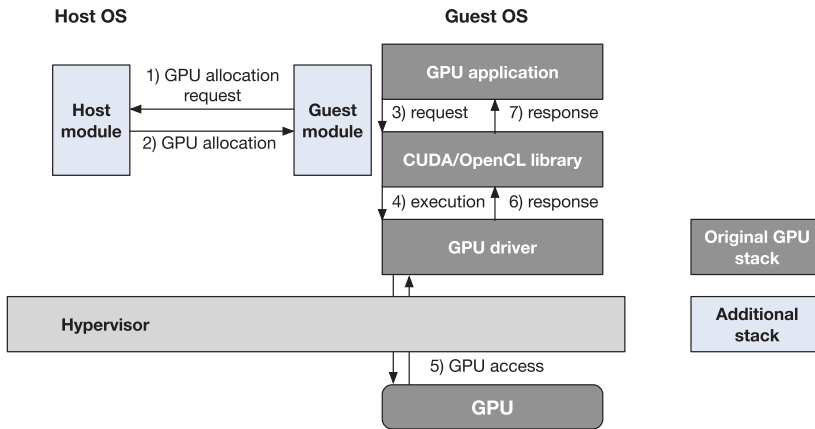 Host OS
Guest OS
Host
module
1) GPU allocation
request
2) GPU allocation
Guest
module
GPU application
3) request
7) response
CUDA/OpenCL library
4) execution
6) response
GPU driver
Original GPU
stack
Hypervisor
Additional
stack
5) GPU access
GPU